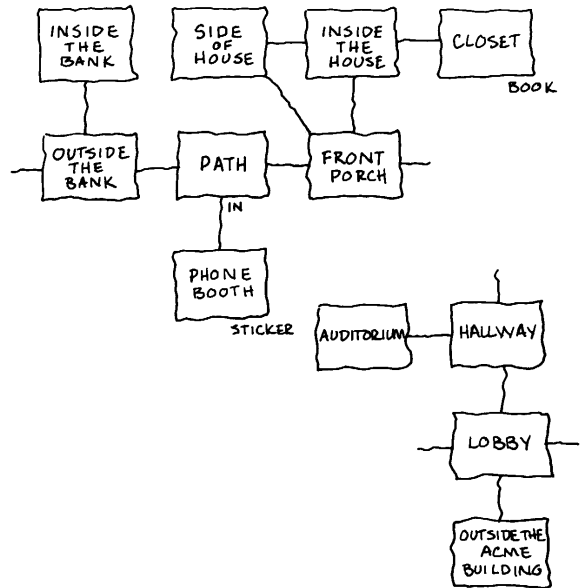 INSIDE
THE
BANK
SIDE
OF
HOUSE
INSIDE
THE
HOUSE
CLOSET
BOOK
OUTSIDE
THE
BANK
PATH
FRONT
PORCH
IN
PHONE
BOOTH
STICKER
AUDITORIUM
HALLWAY
LOBBY
OUTSIDE THE
ACME
BUILDING